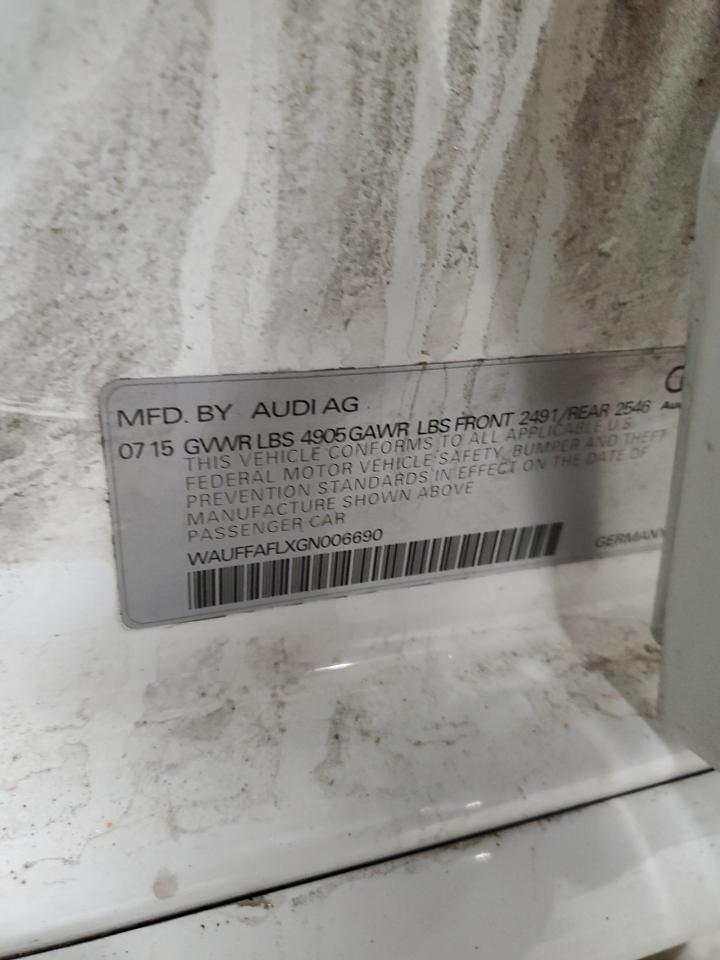 MFD. BY AUDI AG
07 15 GVWR LBS 4905 GAWR LBS FRONT 2491/REAR 2546
THIS VEHICLE CONFORMS TO ALL APPLICABLE U.S.
FEDERAL MOTOR VEHICLE SAFETY, BUMPER AND THEFT
PREVENTION STANDARDS IN EFFECT ON THE DATE OF
MANUFACTURE SHOWN ABOVE
PASSENGER CAR
WAUFFAFLXGN006690
GERMANY